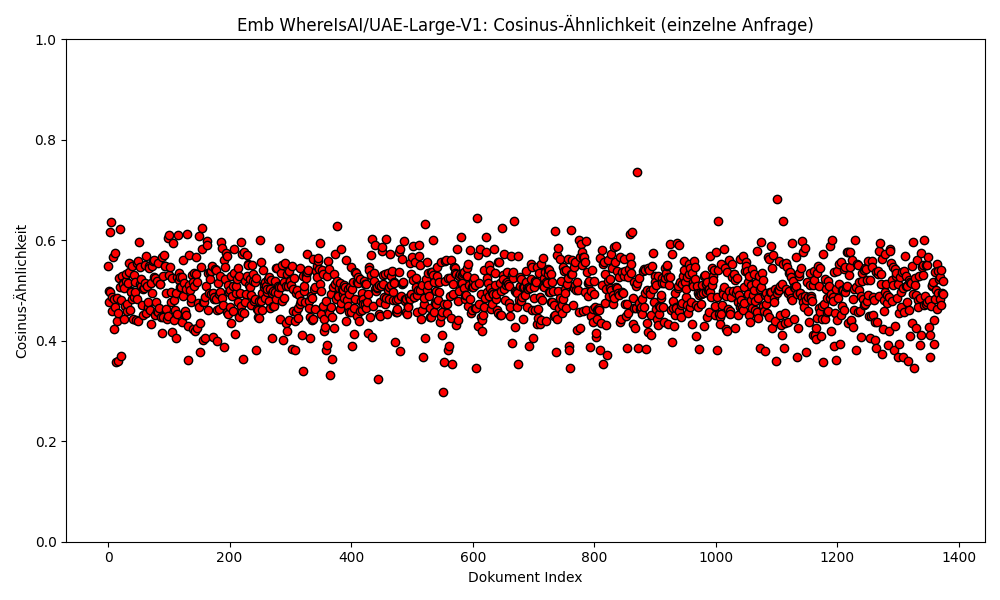 Emb WhereIsAI/UAE-Large-V1: Cosinus-Ähnlichkeit (einzelne Anfrage)
1.0
0.8
0.6
0.4
0.2
0.0
Cosinus-Ähnlichkeit
0 200 400 600 800 1000 1200 1400
Dokument Index